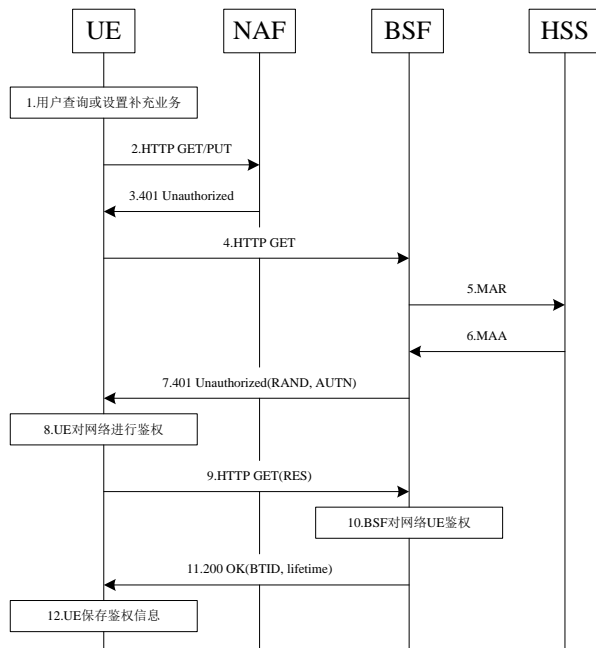 UE NAF BSF HSS
1.用户查询或设置补充业务
2.HTTP GET/PUT
3.401 Unauthorized
4.HTTP GET
5.MAR
6.MAA
7.401 Unauthorized(RAND, AUTN)
8.UE对网络进行鉴权
9.HTTP GET(RES)
10.BSF对网络UE鉴权
11.200 OK(BTID, lifetime)
12.UE保存鉴权信息